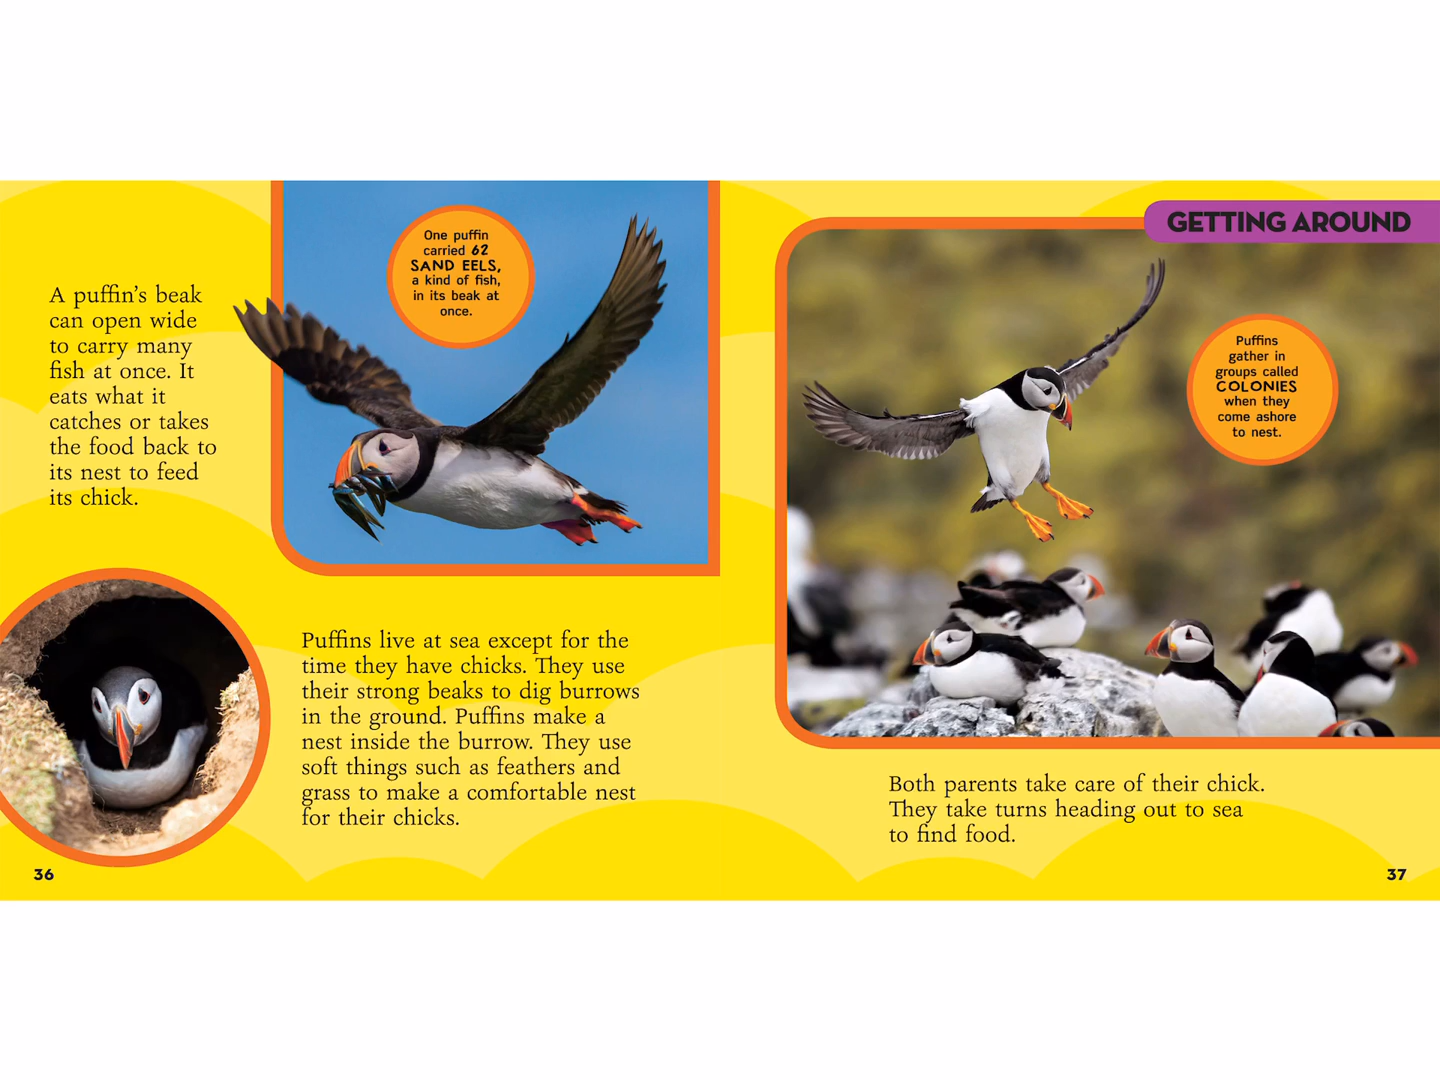 A puffin's beak
can open wide
to carry many
fish at once. It
eats what it
catches or takes
the food back to
its nest to feed
its chick.
One puffin
carried 62
SAND EELS,
a kind of fish,
in its beak at
once.
Puffins live at sea except for the
time they have chicks. They use
their strong beaks to dig burrows
in the ground. Puffins make a
nest inside the burrow. They use
soft things such as feathers and
grass to make a comfortable nest
for their chicks.
36
GETTING AROUND
Puffins
gather in
groups called
COLONIES
when they
come ashore
to nest.
Both parents take care of their chick.
They take turns heading out to sea
to find food.
37